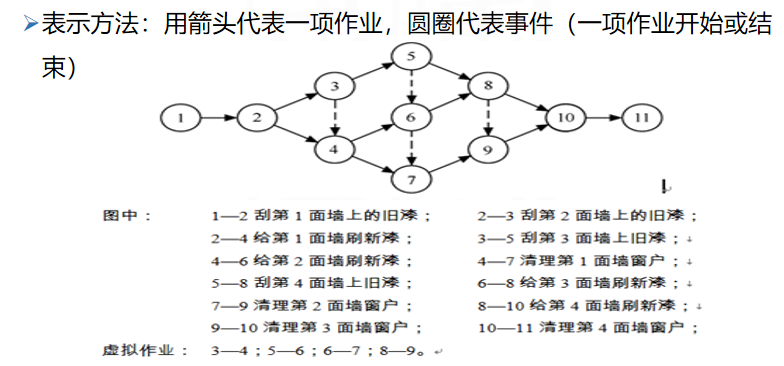 ➢表示方法：用箭头代表一项作业，圆圈代表事件（一项作业开始或结
束）
5
3
8
1
2
6
10
11
4
9
7
图中： 1—2 刮第 1 面墙上的旧漆； 2—3 刮第 2 面墙上的旧漆；
2—4 给第 1 面墙刷新漆； 3—5 刮第 3 面墙上旧漆；
4—6 给第 2 面墙刷新漆； 4—7 清理第 1 面墙窗户；
5—8 刮第 4 面墙上旧漆； 6—8 给第 3 面墙刷新漆；
7—9 清理第 2 面墙窗户； 8—10 给第 4 面墙刷新漆；
9—10 清理第 3 面墙窗户； 10—11 清理第 4 面墙窗户；
虚拟作业： 3—4；5—6；6—7；8—9。